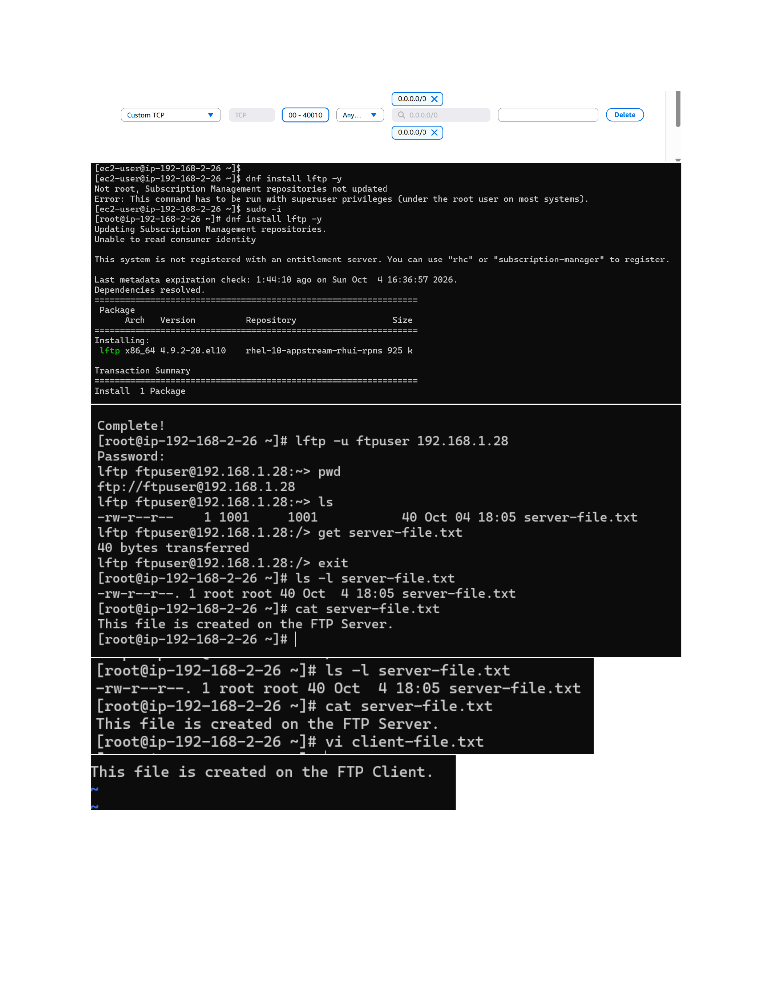 0.0.0.0/0
Custom TCP TCP 00 - 40010 Any... 0.0.0.0/0 Delete
0.0.0.0/0
[ec2-user@ip-192-168-2-26 ~]$
[ec2-user@ip-192-168-2-26 ~]$ dnf install lftp -y
Not root, Subscription Management repositories not updated
Error: This command has to be run with superuser privileges (under the root user on most systems).
[ec2-user@ip-192-168-2-26 ~]$ sudo -i
[root@ip-192-168-2-26 ~]# dnf install lftp -y
Updating Subscription Management repositories.
Unable to read consumer identity
This system is not registered with an entitlement server. You can use "rhc" or "subscription-manager" to register.
Last metadata expiration check: 1:44:10 ago on Sun Oct  4 16:36:57 2026.
Dependencies resolved.
================================================================
Package
Arch   Version          Repository                   Size
================================================================
Installing:
lftp x86_64 4.9.2-20.el10    rhel-10-appstream-rhui-rpms 925 k
Transaction Summary
================================================================
Install  1 Package
Complete!
[root@ip-192-168-2-26 ~]# lftp -u ftpuser 192.168.1.28
Password:
lftp ftpuser@192.168.1.28:~> pwd
ftp://ftpuser@192.168.1.28
lftp ftpuser@192.168.1.28:~> ls
-rw-r--r--    1 1001     1001           40 Oct 04 18:05 server-file.txt
lftp ftpuser@192.168.1.28:/> get server-file.txt
40 bytes transferred
lftp ftpuser@192.168.1.28:/> exit
[root@ip-192-168-2-26 ~]# ls -l server-file.txt
-rw-r--r--. 1 root root 40 Oct  4 18:05 server-file.txt
[root@ip-192-168-2-26 ~]# cat server-file.txt
This file is created on the FTP Server.
[root@ip-192-168-2-26 ~]#
[root@ip-192-168-2-26 ~]# ls -l server-file.txt
-rw-r--r--. 1 root root 40 Oct  4 18:05 server-file.txt
[root@ip-192-168-2-26 ~]# cat server-file.txt
This file is created on the FTP Server.
[root@ip-192-168-2-26 ~]# vi client-file.txt
This file is created on the FTP Client.
~
~